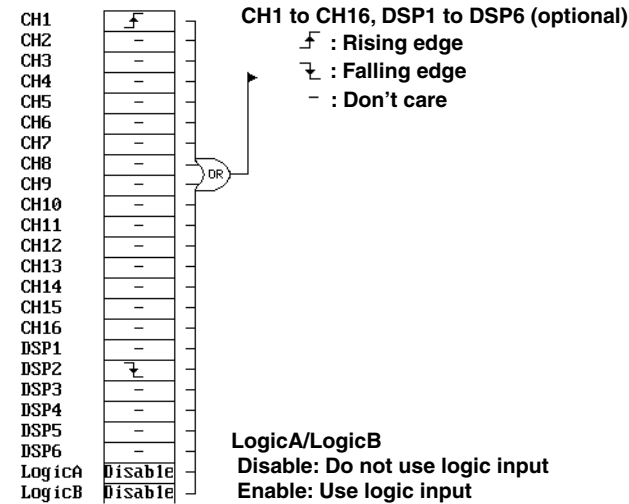 CH1 to CH16, DSP1 to DSP6 (optional)
: Rising edge
: Falling edge
– : Don't care
CH1
CH2 –
CH3 –
CH4 –
CH5 –
CH6 –
CH7 –
CH8 –
CH9 –
OR
CH10 –
CH11 –
CH12 –
CH13 –
CH14 –
CH15 –
CH16 –
DSP1 –
DSP2
DSP3 –
DSP4 –
DSP5 –
DSP6 –
LogicA Disable
LogicB Disable
LogicA/LogicB
Disable: Do not use logic input
Enable: Use logic input